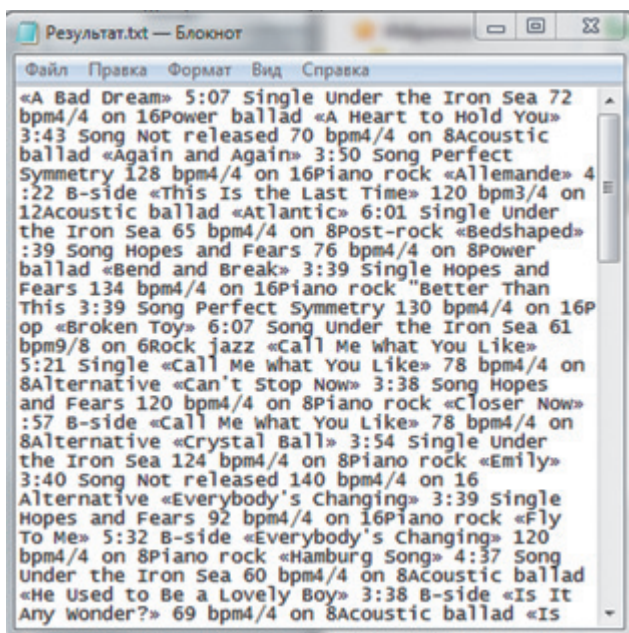 Результат.txt — Блокнот
Файл Правка Формат Вид Справка
«A Bad Dream» 5:07 Single Under the Iron Sea 72
bpm4/4 on 16Power ballad «A Heart to Hold You»
3:43 Song Not released 70 bpm4/4 on 8Acoustic
ballad «Again and Again» 3:50 Song Perfect
Symmetry 128 bpm4/4 on 16Piano rock «Allemande» 4
:22 B-side «This Is the Last Time» 120 bpm3/4 on
12Acoustic ballad «Atlantic» 6:01 Single Under
the Iron Sea 65 bpm4/4 on 8Post-rock «Bedshaped»
:39 Song Hopes and Fears 76 bpm4/4 on 8Power
ballad «Bend and Break» 3:39 Single Hopes and
Fears 134 bpm4/4 on 16Piano rock "Better Than
This 3:39 Song Perfect Symmetry 130 bpm4/4 on 16P
op «Broken Toy» 6:07 Song Under the Iron Sea 61
bpm9/8 on 6Rock jazz «Call Me What You Like»
5:21 Single «Call Me What You Like» 78 bpm4/4 on
8Alternative «Can't Stop Now» 3:38 Song Hopes
and Fears 120 bpm4/4 on 8Piano rock «Closer Now»
:57 B-side «Call Me What You Like» 78 bpm4/4 on
8Alternative «Crystal Ball» 3:54 Single Under
the Iron Sea 124 bpm4/4 on 8Piano rock «Emily»
3:40 Song Not released 140 bpm4/4 on 16
Alternative «Everybody's Changing» 3:39 Single
Hopes and Fears 92 bpm4/4 on 16Piano rock «Fly
To Me» 5:32 B-side «Everybody's Changing» 120
bpm4/4 on 8Piano rock «Hamburg Song» 4:37 Song
Under the Iron Sea 60 bpm4/4 on 8Acoustic ballad
«He Used to Be a Lovely Boy» 3:38 B-side «Is It
Any Wonder?» 69 bpm4/4 on 8Acoustic ballad «Is